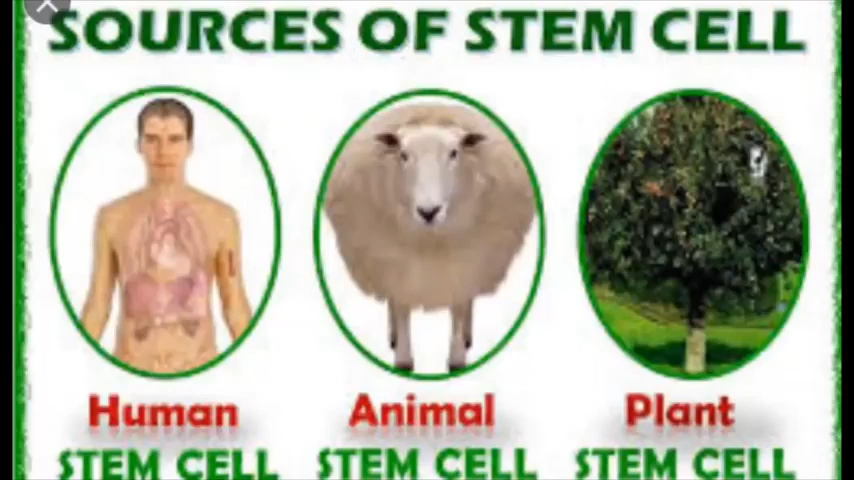 SOURCES OF STEM CELL
Human Animal Plant
STEM CELL STEM CELL STEM CELL